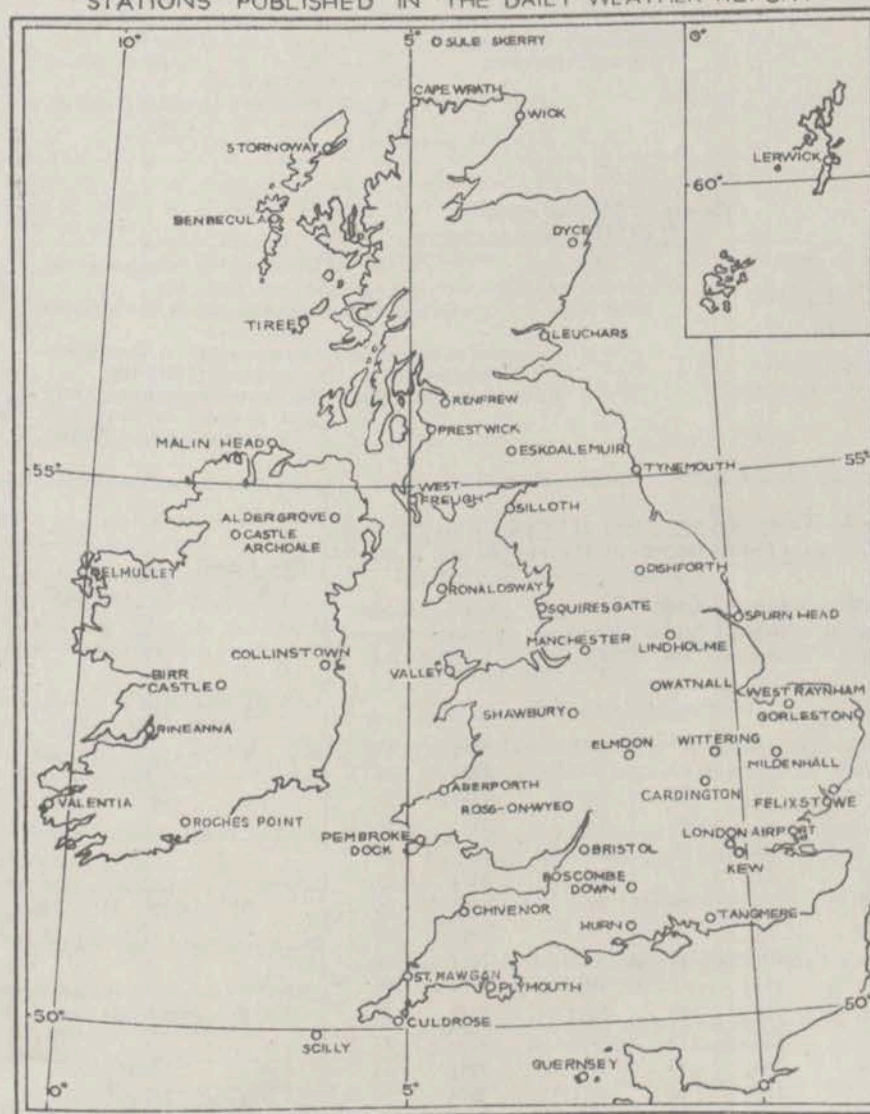 STATIONS PUBLISHED IN THE DAILY WEATHER REPORT
10°
5°
SULE SKERRY
0°
CAPE WRATH
WICK
STORNOWAY
LERWICK
60°
BENBECULA
DYCE
TIREE
LEUCHARS
RENFREW
PRESTWICK
MALIN HEAD
ESKDALEMUIR
55°
TYNEMOUTH
55°
WEST
FREUGH
SILLOTH
ALDERGROVE
CASTLE
ARCHDALE
BELMULLEY
DISHFORTH
RONALDSWAY
SQUIRES GATE
SPURN HEAD
MANCHESTER
LINDHOLME
COLLINSTOWN
VALLEY
BIRR
CASTLE
WATNALL
WEST RAYNHAM
SHAWBURY
GORLESTON
RINEANNA
ELMDON
WITTERING
MILDENHALL
ABERPORTH
CARDINGTON
FELIXSTOWE
VALENTIA
ROSS-ON-WYE
ROCHES POINT
PEMBROKE
DOCK
LONDON AIRPORT
BRISTOL
KEW
BOSCOMBE
DOWN
CHIVENOR
TANGMERE
HURN
ST. MAWGAN
PLYMOUTH
50°
CULDROSE
50°
SCILLY
GUERNSEY
10°
5°
0°